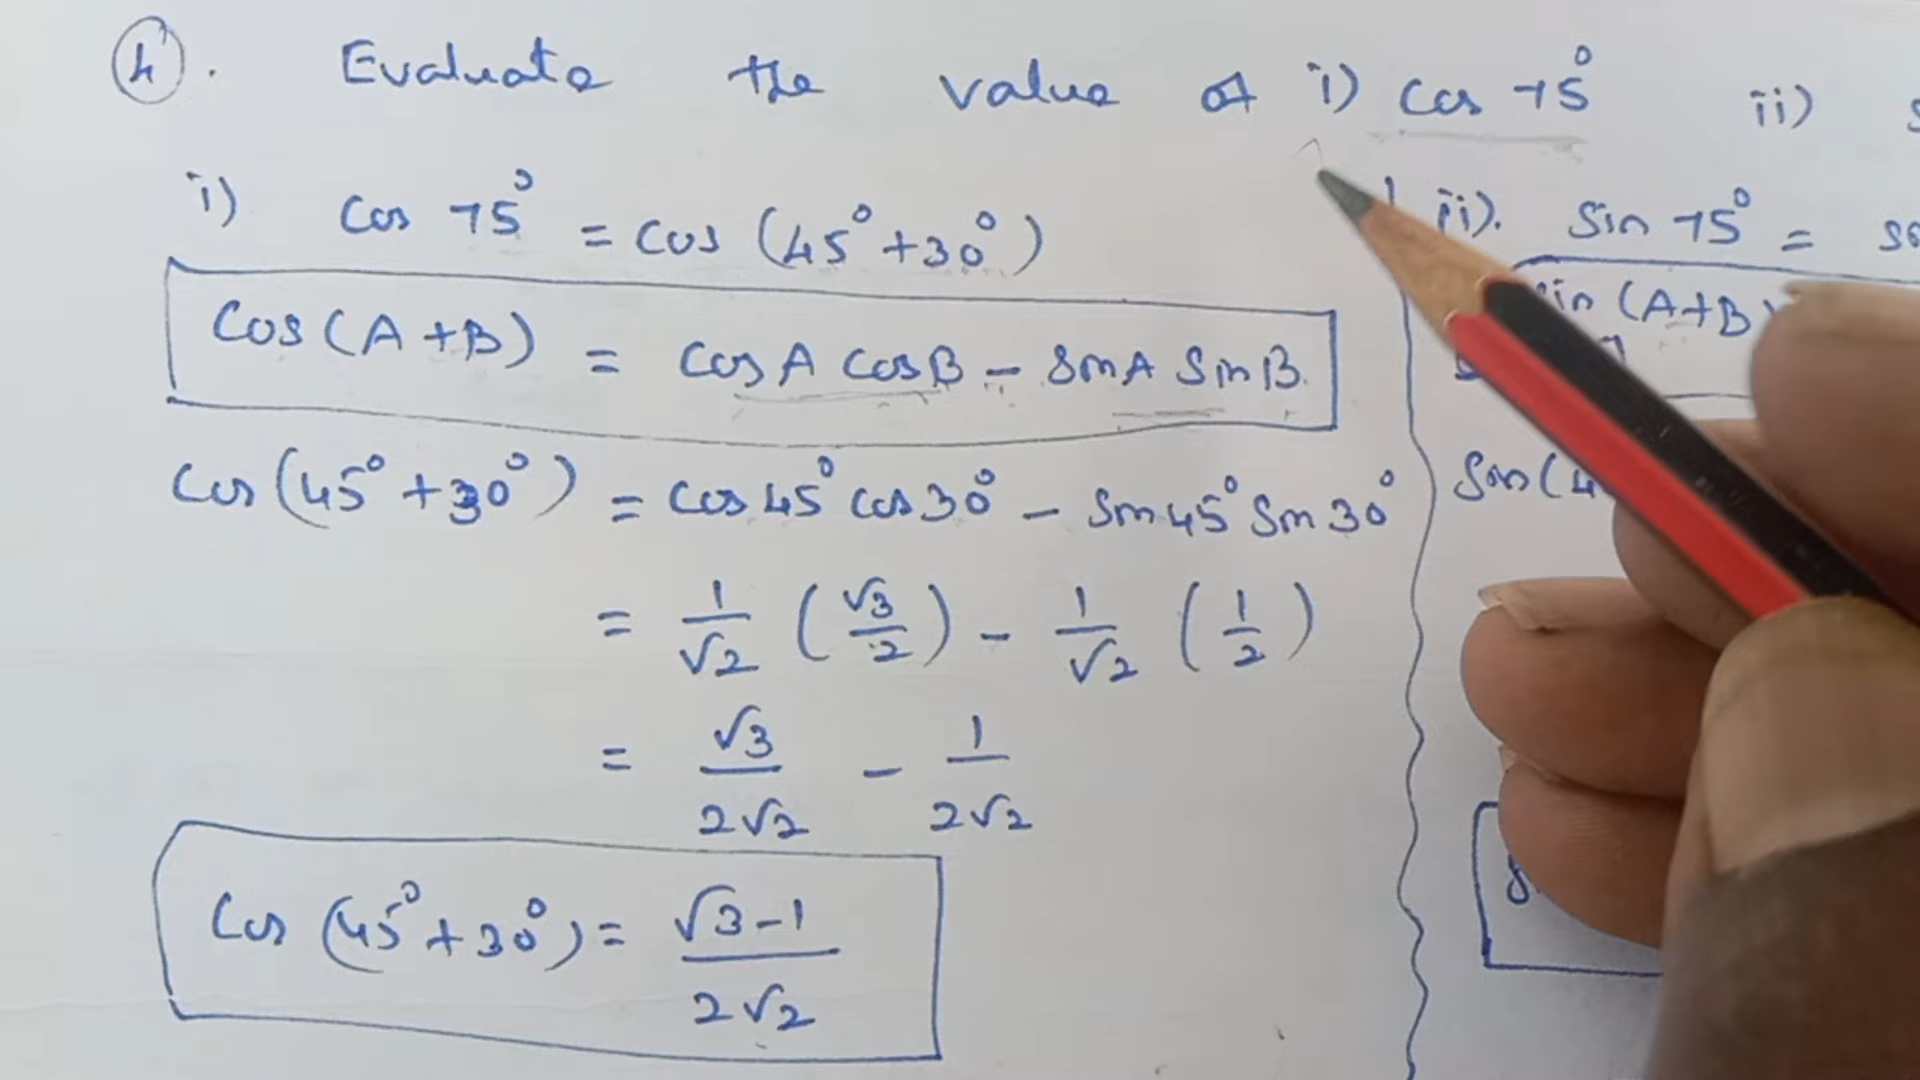 4). Evaluate the value of i) cos 75° ii)
i) cos 75° = cos (45° + 30°)
Cos (A + B) = cos A cos B - sin A sin B.
cos (45° + 30°) = cos 45° cos 30° - sin 45° sin 30°
= 1/√2 (√3/2) - 1/√2 (1/2)
= √3/2√2 - 1/2√2
cos (45° + 30°) = √3 - 1/2√2
ii). Sin 75° =
(A + B)
Sin (4